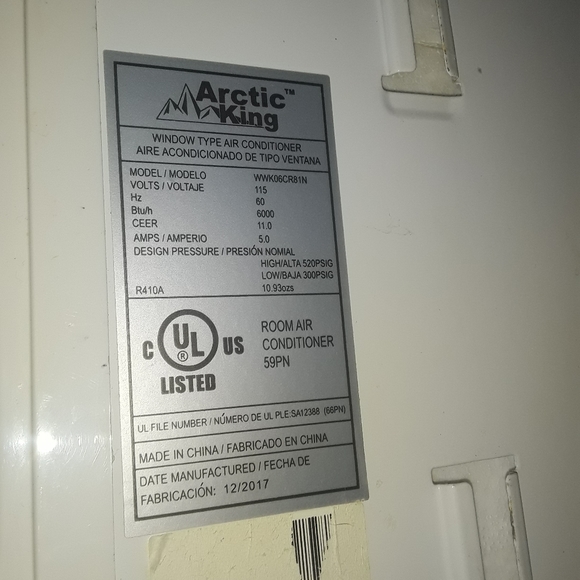 Arctic™
King
WINDOW TYPE AIR CONDITIONER
AIRE ACONDICIONADO DE TIPO VENTANA
MODEL / MODELO WWK06CR81N
VOLTS / VOLTAJE 115
Hz 60
Btu/h 6000
CEER 11.0
AMPS / AMPERIO 5.0
DESIGN PRESSURE / PRESIÓN NOMIAL
HIGH/ALTA 520PSIG
LOW/BAJA 300PSIG
R410A 10.93ozs
C UL® US
LISTED
ROOM AIR
CONDITIONER
59PN
UL FILE NUMBER / NÚMERO DE UL PLE:SA12388 (66PN)
MADE IN CHINA / FABRICADO EN CHINA
DATE MANUFACTURED / FECHA DE
FABRICACIÓN: 12/2017